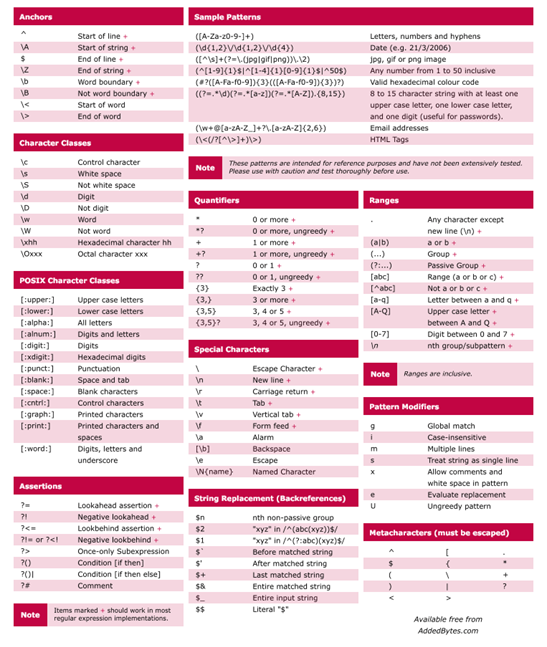 Anchors
^ Start of line +
\A Start of string +
$ End of line +
\Z End of string +
\b Word boundary +
\B Not word boundary +
\< Start of word
\> End of word
Character Classes
\c Control character
\s White space
\S Not white space
\d Digit
\D Not digit
\w Word
\W Not word
\xhh Hexadecimal character hh
\Oxxx Octal character xxx
POSIX Character Classes
[:upper:] Upper case letters
[:lower:] Lower case letters
[:alpha:] All letters
[:alnum:] Digits and letters
[:digit:] Digits
[:xdigit:] Hexadecimal digits
[:punct:] Punctuation
[:blank:] Space and tab
[:space:] Blank characters
[:cntrl:] Control characters
[:graph:] Printed characters
[:print:] Printed characters and
spaces
[:word:] Digits, letters and
underscore
Assertions
?= Lookahead assertion +
?! Negative lookahead +
?<= Lookbehind assertion +
?!= or ?<! Negative lookbehind +
?> Once-only Subexpression
?() Condition [if then]
?()| Condition [if then else]
?# Comment
Note
Items marked + should work in most
regular expression implementations.
Sample Patterns
([A-Za-z0-9-]+) Letters, numbers and hyphens
(\d{1,2}\/\d{1,2}\/\d{4}) Date (e.g. 21/3/2006)
([^\s]+(?=\.(jpg|gif|png))\.\2) jpg, gif or png image
(^[1-9]{1}$|^[1-4]{1}[0-9]{1}$|^50$) Any number from 1 to 50 inclusive
(#?([A-Fa-f0-9]){3}(([A-Fa-f0-9]){3})?) Valid hexadecimal colour code
((?=.*\d)(?=.*[a-z])(?=.*[A-Z]).{8,15}) 8 to 15 character string with at least one
upper case letter, one lower case letter,
and one digit (useful for passwords).
(\w+@[a-zA-Z_]+?\.[a-zA-Z]{2,6}) Email addresses
(\<(/?[^\>]+)\>) HTML Tags
Note
These patterns are intended for reference purposes and have not been extensively tested.
Please use with caution and test thoroughly before use.
Quantifiers
* 0 or more +
*? 0 or more, ungreedy +
+ 1 or more +
+? 1 or more, ungreedy +
? 0 or 1 +
?? 0 or 1, ungreedy +
{3} Exactly 3 +
{3,} 3 or more +
{3,5} 3, 4 or 5 +
{3,5}? 3, 4 or 5, ungreedy +
Special Characters
\ Escape Character +
\n New line +
\r Carriage return +
\t Tab +
\v Vertical tab +
\f Form feed +
\a Alarm
[\b] Backspace
\e Escape
\N{name} Named Character
String Replacement (Backreferences)
$n nth non-passive group
$2 "xyz" in /^(abc(xyz))$/
$1 "xyz" in /^(?:abc)(xyz)$/
$` Before matched string
$' After matched string
$+ Last matched string
$& Entire matched string
$_ Entire input string
$$ Literal "$"
Ranges
. Any character except
new line (\n) +
(a|b) a or b +
(...) Group +
(?:...) Passive Group +
[abc] Range (a or b or c) +
[^abc] Not a or b or c +
[a-q] Letter between a and q +
[A-Q] Upper case letter +
between A and Q +
[0-7] Digit between 0 and 7 +
\n nth group/subpattern +
Note
Ranges are inclusive.
Pattern Modifiers
g Global match
i Case-insensitive
m Multiple lines
s Treat string as single line
x Allow comments and
white space in pattern
e Evaluate replacement
U Ungreedy pattern
Metacharacters (must be escaped)
^ [ .
$ { *
( \ +
) | ?
< >
Available free from
AddedBytes.com